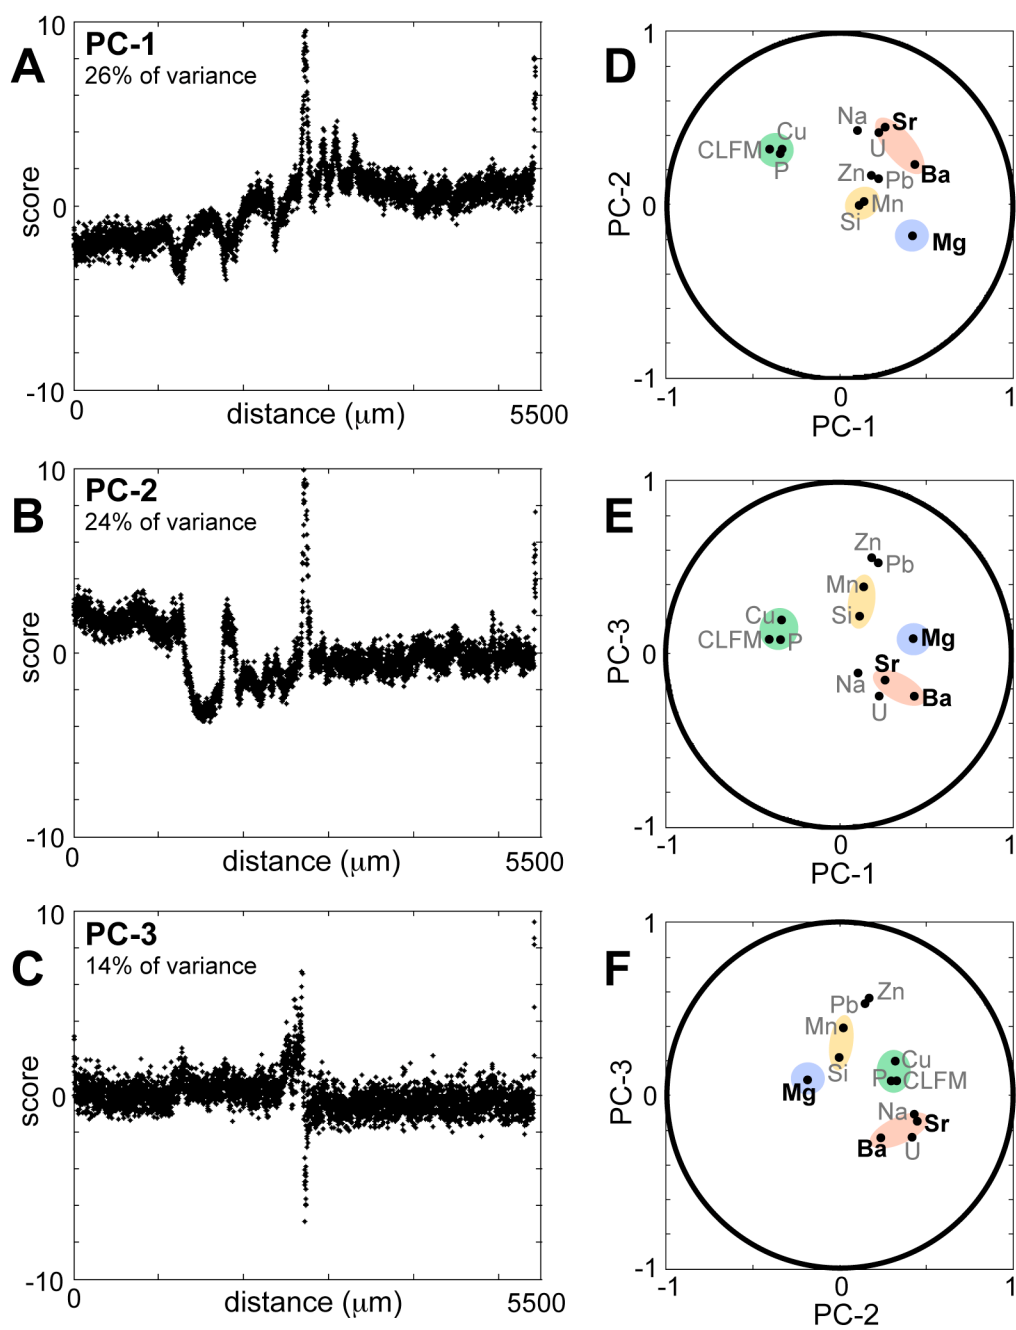 A
PC-1
26% of variance
10
0
-10
score
0
distance (μm)
5500
D
1
0
-1
PC-2
Na
Sr
U
Cu
CLFM
P
Ba
Zn
Pb
Mn
Si
Mg
-1
0
1
PC-1
B
PC-2
24% of variance
10
0
-10
score
0
distance (μm)
5500
E
1
0
-1
PC-3
Zn
Pb
Mn
Si
Cu
CLFM
P
Mg
Sr
Na
Ba
U
-1
0
1
PC-1
C
PC-3
14% of variance
10
0
-10
score
0
distance (μm)
5500
F
1
0
-1
PC-3
Zn
Pb
Mn
Si
Cu
P
CLFM
Mg
Na
Sr
Ba
U
-1
0
1
PC-2